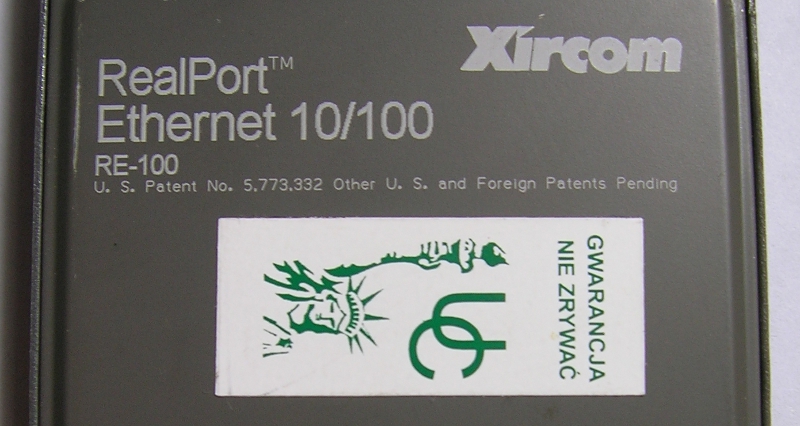 Xircom
RealPort™
Ethernet 10/100
RE-100
U. S. Patent No. 5,773,332 Other U. S. and Foreign Patents Pending
UC
GWARANCJA
NIE ZRYWAĆ